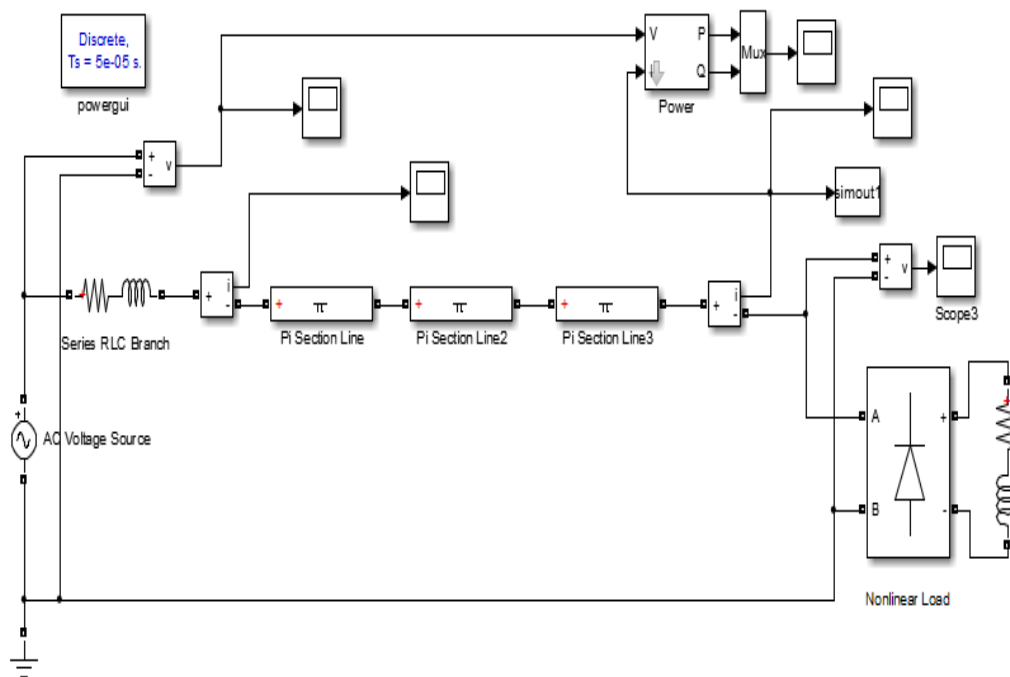 Discrete,
Ts = 5e-05 s.
powergui
V
P
I
Q
Mux
Power
+
-
v
simout1
+
-
v
Scope3
+
i
-
+
π
+
π
+
π
+
i
-
Series RLC Branch
Pi Section Line
Pi Section Line2
Pi Section Line3
+
AC Voltage Source
A
+
B
-
Nonlinear Load